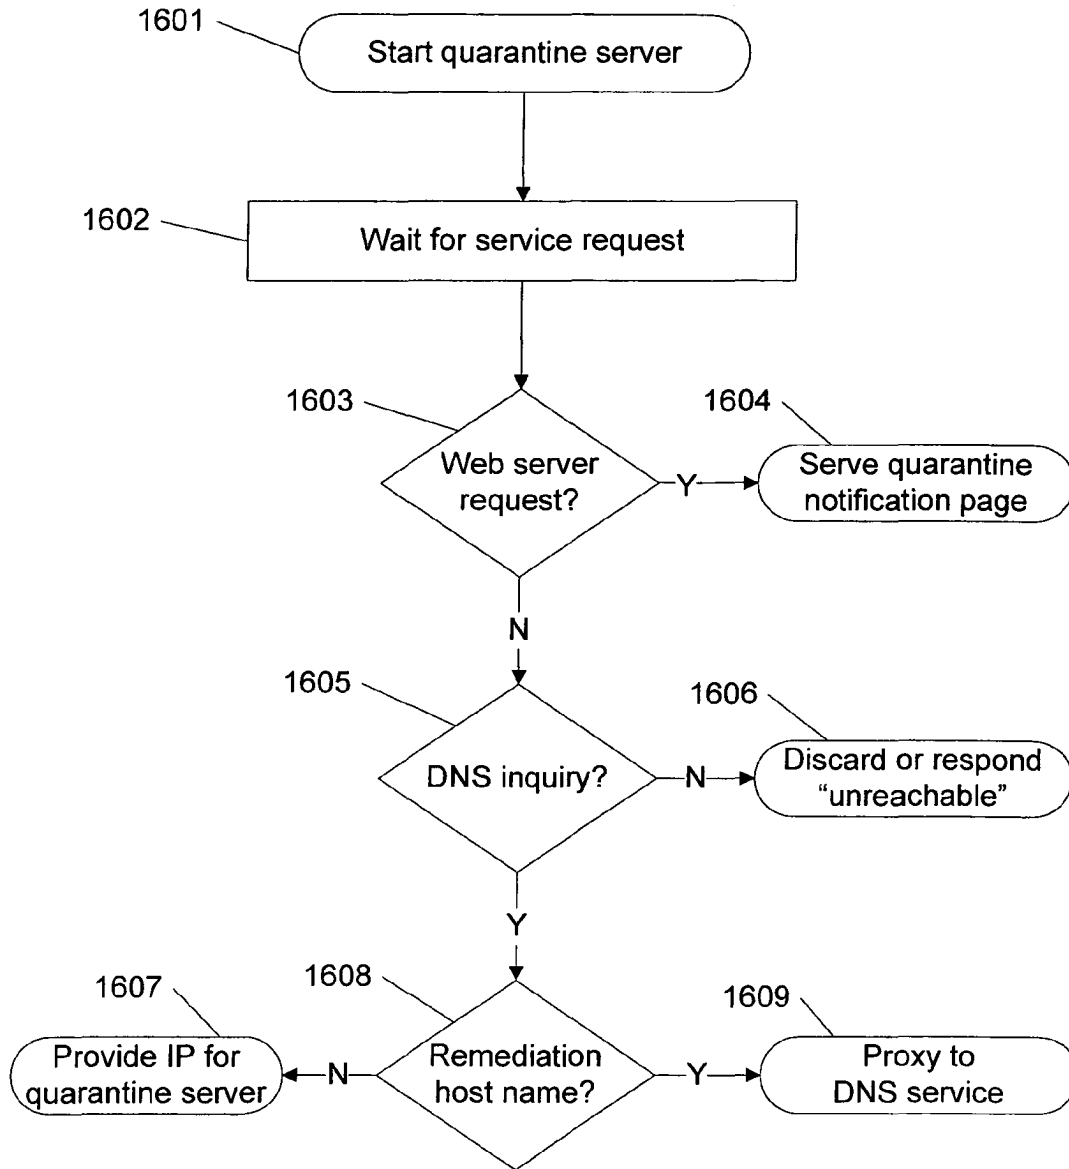 1601
Start quarantine server
1602
Wait for service request
1603
Web server
request?
Y
1604
Serve quarantine
notification page
N
1605
DNS inquiry?
N
1606
Discard or respond
“unreachable”
Y
1607
Provide IP for
quarantine server
N
1608
Remediation
host name?
Y
1609
Proxy to
DNS service